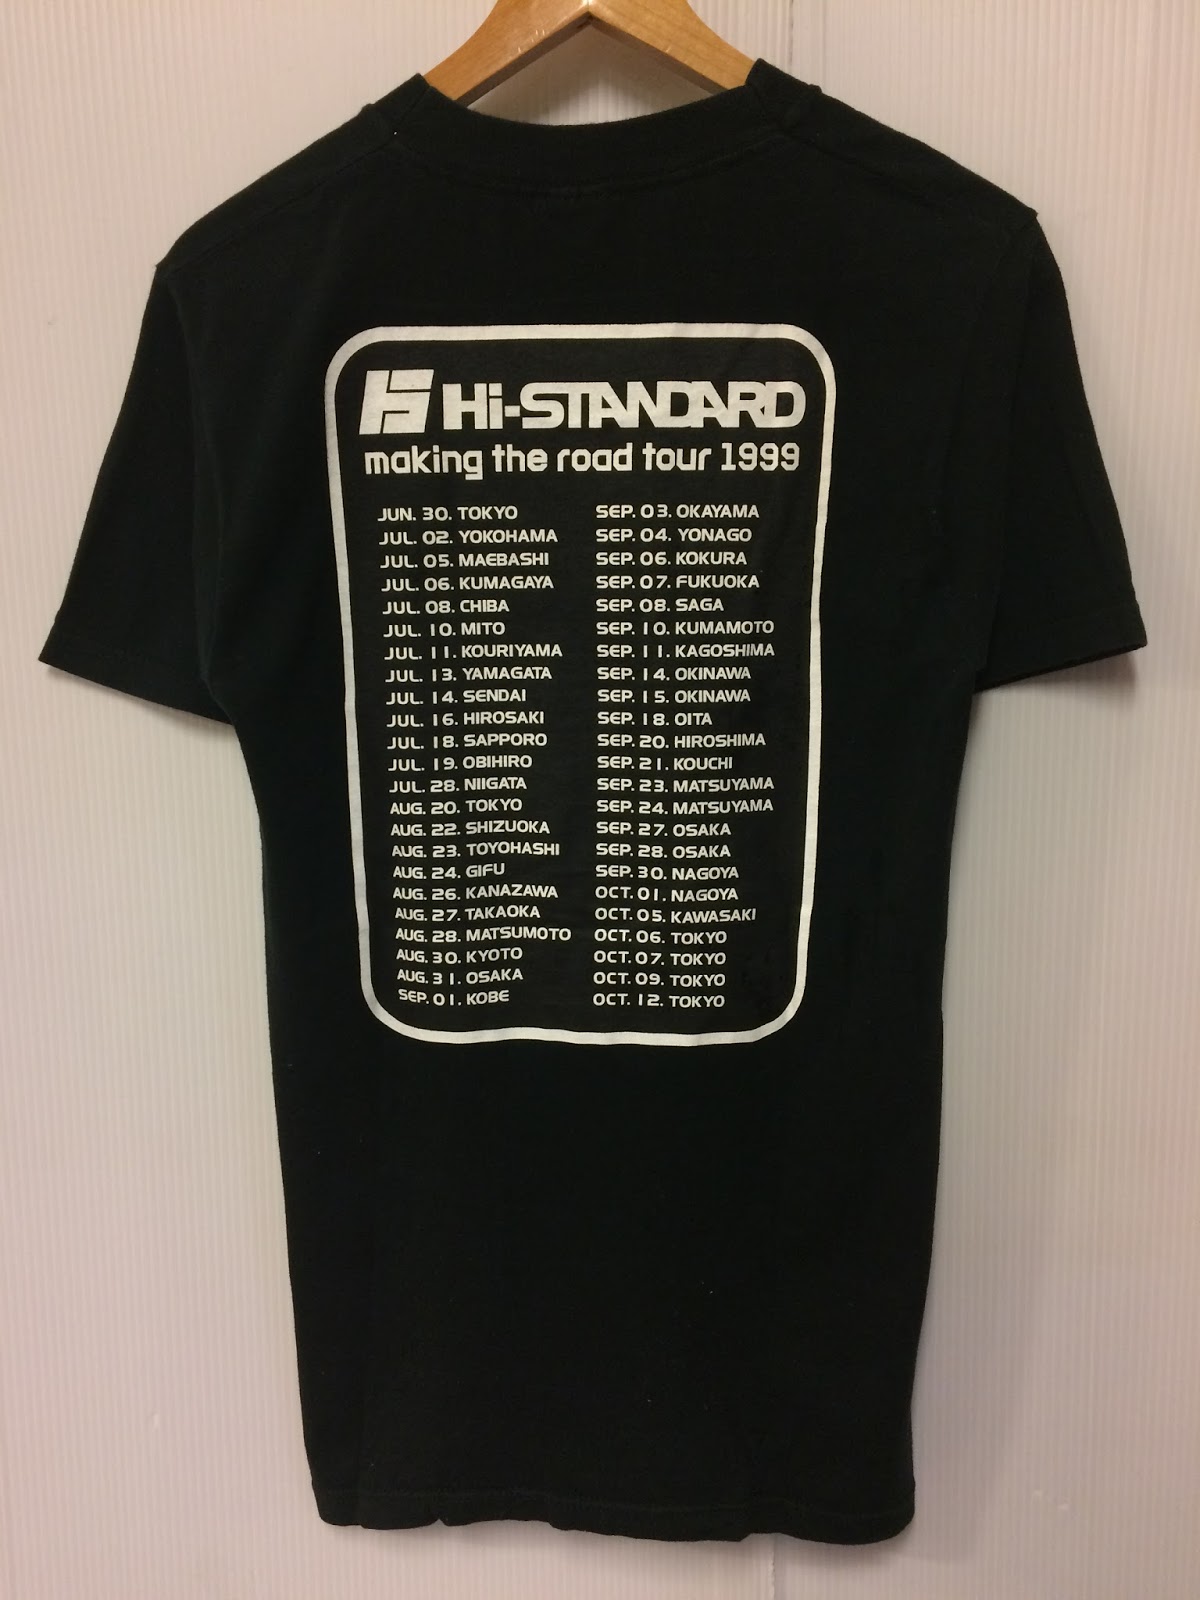 Hi-STANDARD
making the road tour 1999
JUN. 30. TOKYO
JUL. 02. YOKOHAMA
JUL. 05. MAEBASHI
JUL. 06. KUMAGAYA
JUL. 08. CHIBA
JUL. 10. MITO
JUL. 11. KOURIYAMA
JUL. 13. YAMAGATA
JUL. 14. SENDAI
JUL. 16. HIROSAKI
JUL. 18. SAPPORO
JUL. 19. OBIHIRO
JUL. 28. NIIGATA
AUG. 20. TOKYO
AUG. 22. SHIZUOKA
AUG. 23. TOYOHASHI
AUG. 24. GIFU
AUG. 26. KANAZAWA
AUG. 27. TAKAOKA
AUG. 28. MATSUMOTO
AUG. 30. KYOTO
AUG. 31. OSAKA
SEP. 01. KOBE
SEP. 03. OKAYAMA
SEP. 04. YONAGO
SEP. 06. KOKURA
SEP. 07. FUKUOKA
SEP. 08. SAGA
SEP. 10. KUMAMOTO
SEP. 11. KAGOSHIMA
SEP. 14. OKINAWA
SEP. 15. OKINAWA
SEP. 18. OITA
SEP. 20. HIROSHIMA
SEP. 21. KOUCHI
SEP. 23. MATSUYAMA
SEP. 24. MATSUYAMA
SEP. 27. OSAKA
SEP. 28. OSAKA
SEP. 30. NAGOYA
OCT. 01. NAGOYA
OCT. 05. KAWASAKI
OCT. 06. TOKYO
OCT. 07. TOKYO
OCT. 09. TOKYO
OCT. 12. TOKYO